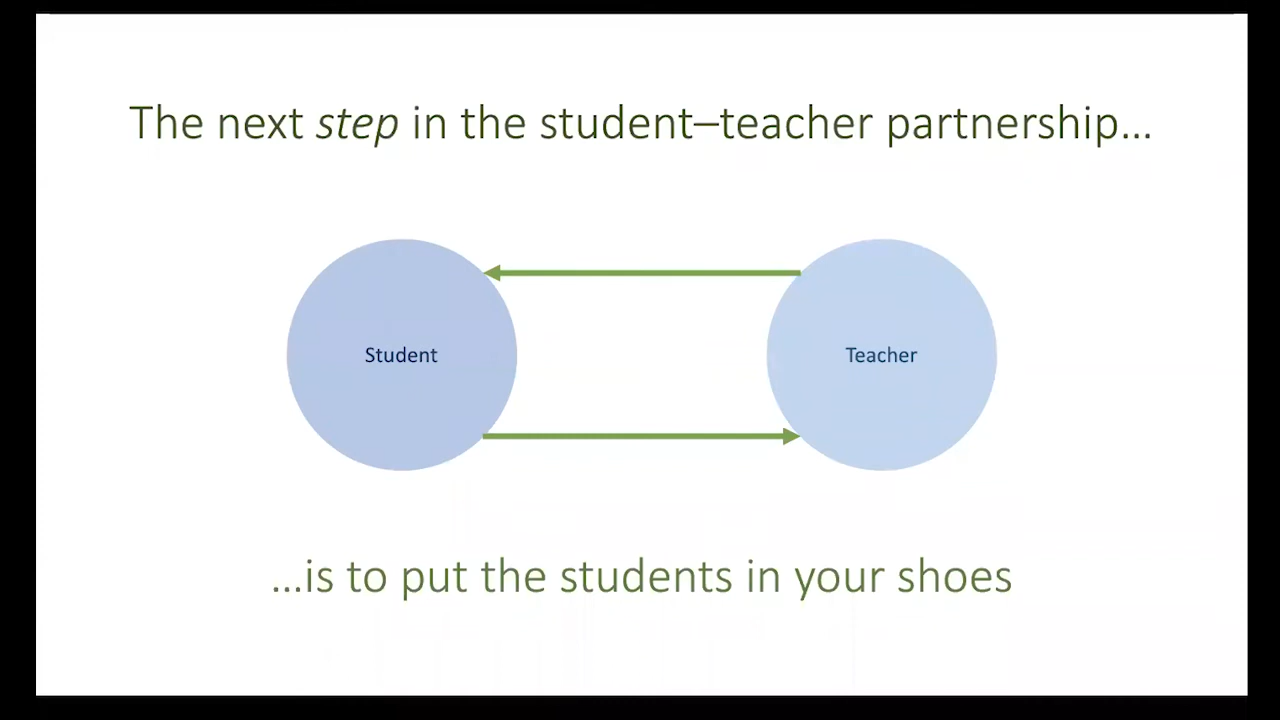 The next step in the student–teacher partnership…
Student
Teacher
…is to put the students in your shoes